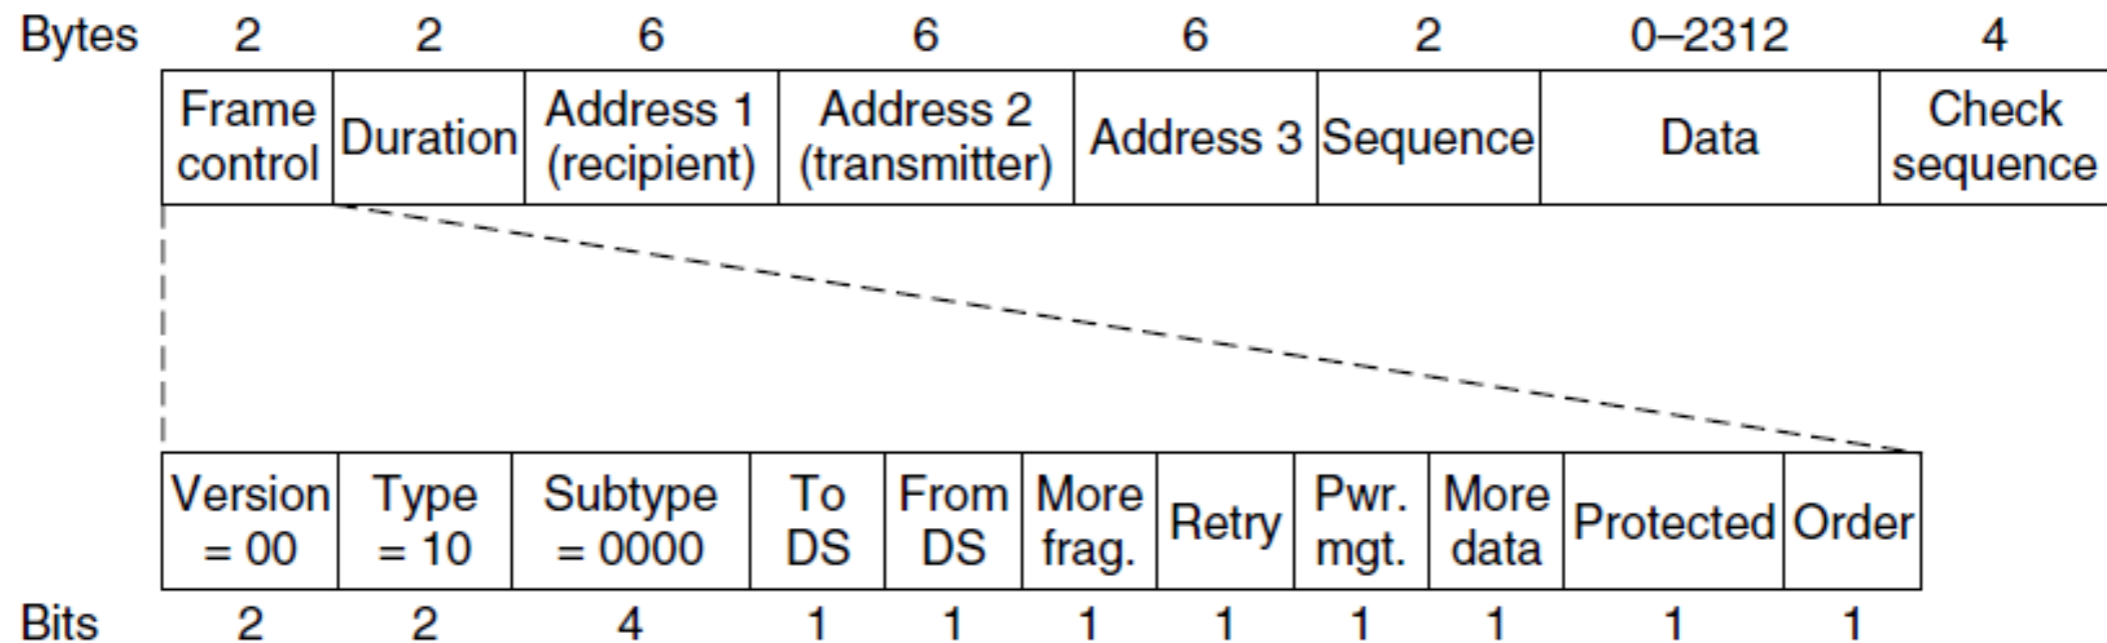 Bytes 2 2 6 6 6 2 0–2312 4
Frame control Duration Address 1 (recipient) Address 2 (transmitter) Address 3 Sequence Data Check sequence
Version = 00 Type = 10 Subtype = 0000 To DS From DS More frag. Retry Pwr. mgt. More data Protected Order
Bits 2 2 4 1 1 1 1 1 1 1 1